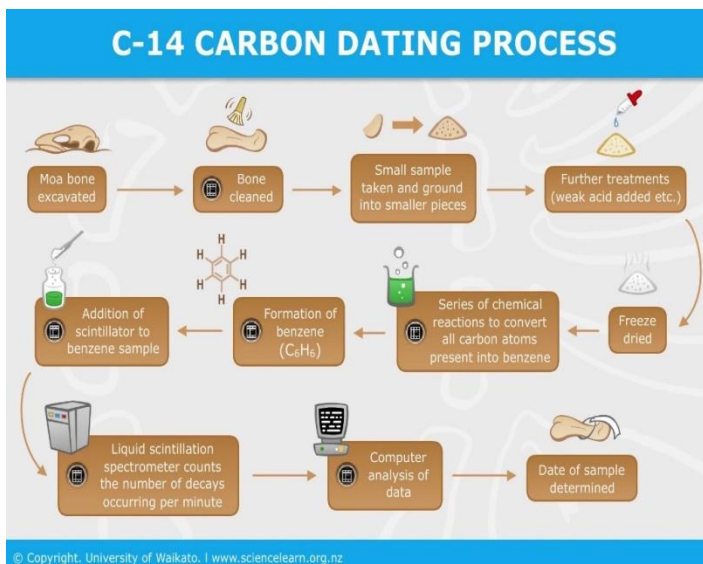 C-14 CARBON DATING PROCESS
Moa bone
excavated
Bone
cleaned
Small sample
taken and ground
into smaller pieces
Further treatments
(weak acid added etc.)
Freeze
dried
Series of chemical
reactions to convert
all carbon atoms
present into benzene
H
H
H
H
H
H
Formation of
benzene
(C₆H₆)
Addition of
scintillator to
benzene sample
Liquid scintillation
spectrometer counts
the number of decays
occurring per minute
Computer
analysis of
data
Date of sample
determined
© Copyright. University of Waikato. | www.sciencelearn.org.nz